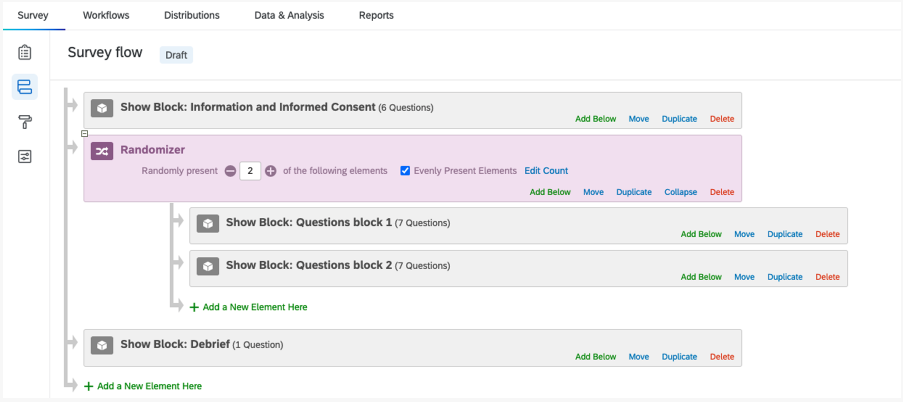 Survey Workflows Distributions Data & Analysis Reports
Survey flow Draft
Show Block: Information and Informed Consent (6 Questions)
Add Below Move Duplicate Delete
Randomizer
Randomly present 2 of the following elements Evenly Present Elements Edit Count
Add Below Move Duplicate Collapse Delete
Show Block: Questions block 1 (7 Questions)
Add Below Move Duplicate Delete
Show Block: Questions block 2 (7 Questions)
Add Below Move Duplicate Delete
+ Add a New Element Here
Show Block: Debrief (1 Question)
Add Below Move Duplicate Delete
+ Add a New Element Here